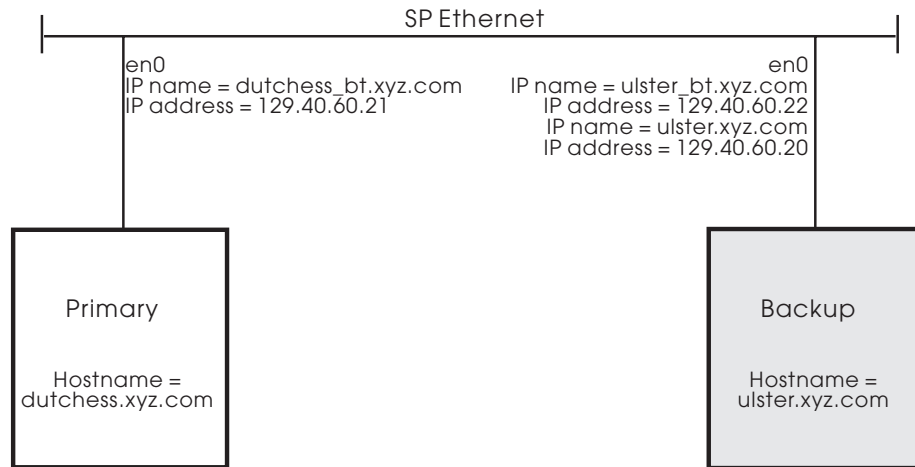 SP Ethernet
en0
IP name = dutchess_bt.xyz.com
IP address = 129.40.60.21
en0
IP name = ulster_bt.xyz.com
IP address = 129.40.60.22
IP name = ulster.xyz.com
IP address = 129.40.60.20
Primary
Hostname =
dutchess.xyz.com
Backup
Hostname =
ulster.xyz.com